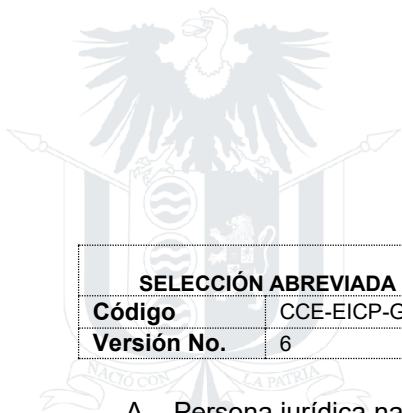 SELECCIÓN ABREVIADA
Código CCE-EICP-G
Versión No. 6
NACIÓ CON LA PATRIA
A. Persona jurídica na